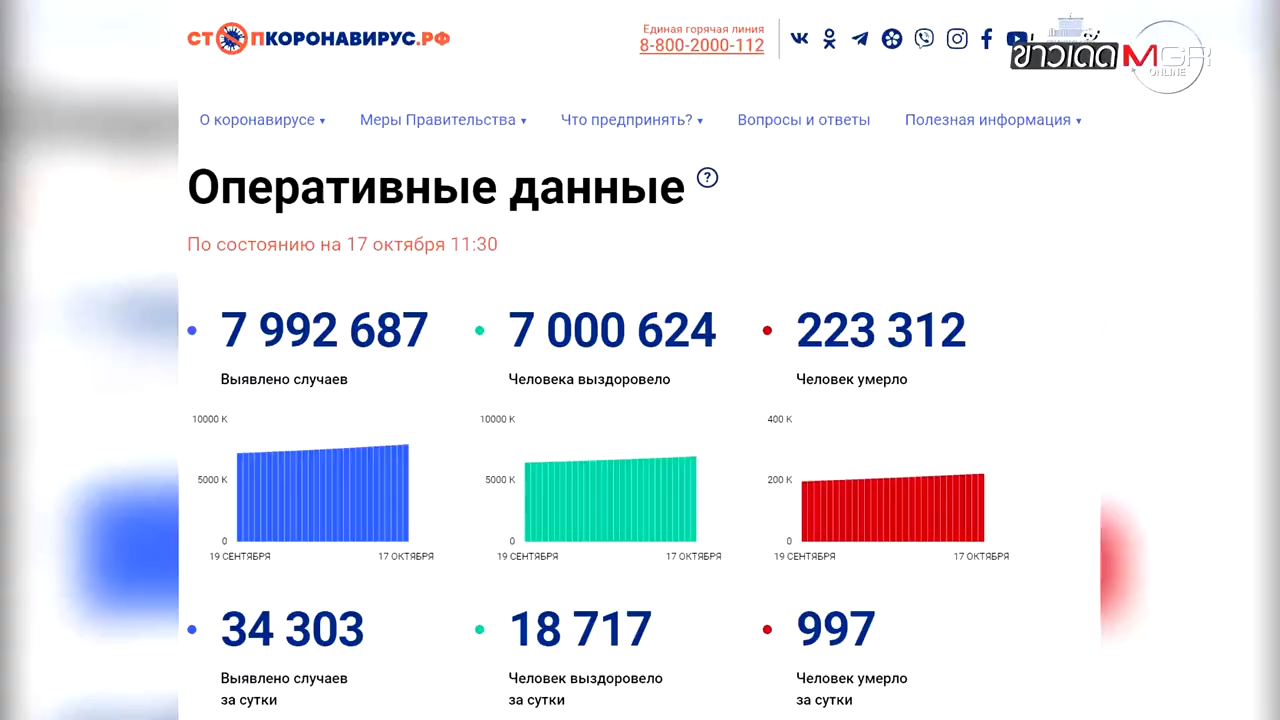 СТОПКОРОНАВИРУС.РФ
Единая горячая линия
8-800-2000-112
ข่าวเด็ด MGR
ONLINE
О коронавирусе
Меры Правительства
Что предпринять?
Вопросы и ответы
Полезная информация
Оперативные данные ?
По состоянию на 17 октября 11:30
7 992 687
7 000 624
223 312
Выявлено случаев
Человека выздоровело
Человек умерло
10000 К
10000 К
400 К
5000 К
5000 К
200 К
0
0
0
19 СЕНТЯБРЯ
17 ОКТЯБРЯ
19 СЕНТЯБРЯ
17 ОКТЯБРЯ
19 СЕНТЯБРЯ
17 ОКТЯБРЯ
34 303
18 717
997
Выявлено случаев
за сутки
Человек выздоровело
за сутки
Человек умерло
за сутки